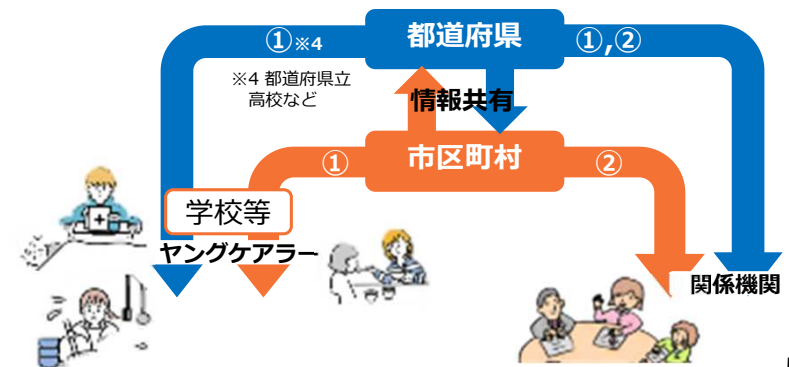 ①※4
都道府県
①,②
※4 都道府県立
高校など
情報共有
①
市区町村
②
学校等
ヤングケアラー
関係機関